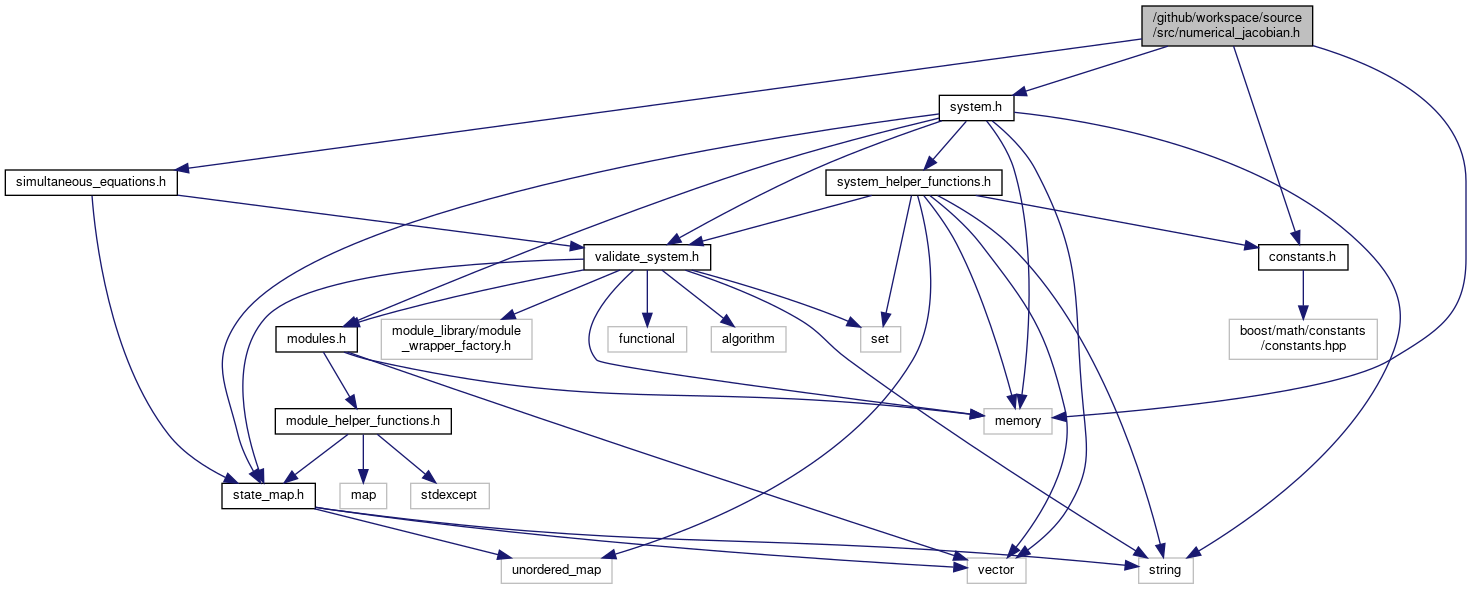 /github/workspace/source
/src/numerical_jacobian.h
system.h
simultaneous_equations.h
system_helper_functions.h
validate_system.h
constants.h
modules.h
module_library/module
_wrapper_factory.h
functional
algorithm
set
boost/math/constants
/constants.hpp
module_helper_functions.h
memory
state_map.h
map
stdexcept
unordered_map
vector
string